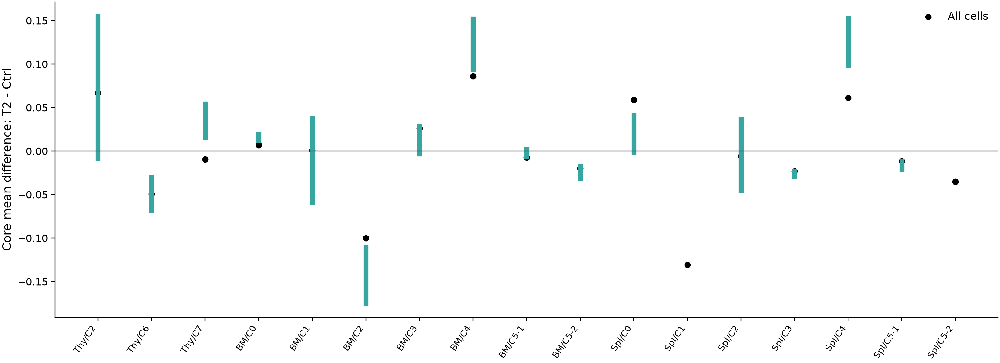 Core mean difference: T2 - Ctrl
0.15
0.10
0.05
0.00
−0.05
−0.10
−0.15
All cells
Thy/C2
Thy/C6
Thy/C7
BM/C0
BM/C1
BM/C2
BM/C3
BM/C4
BM/C5-1
BM/C5-2
Spl/C0
Spl/C1
Spl/C2
Spl/C3
Spl/C4
Spl/C5-1
Spl/C5-2